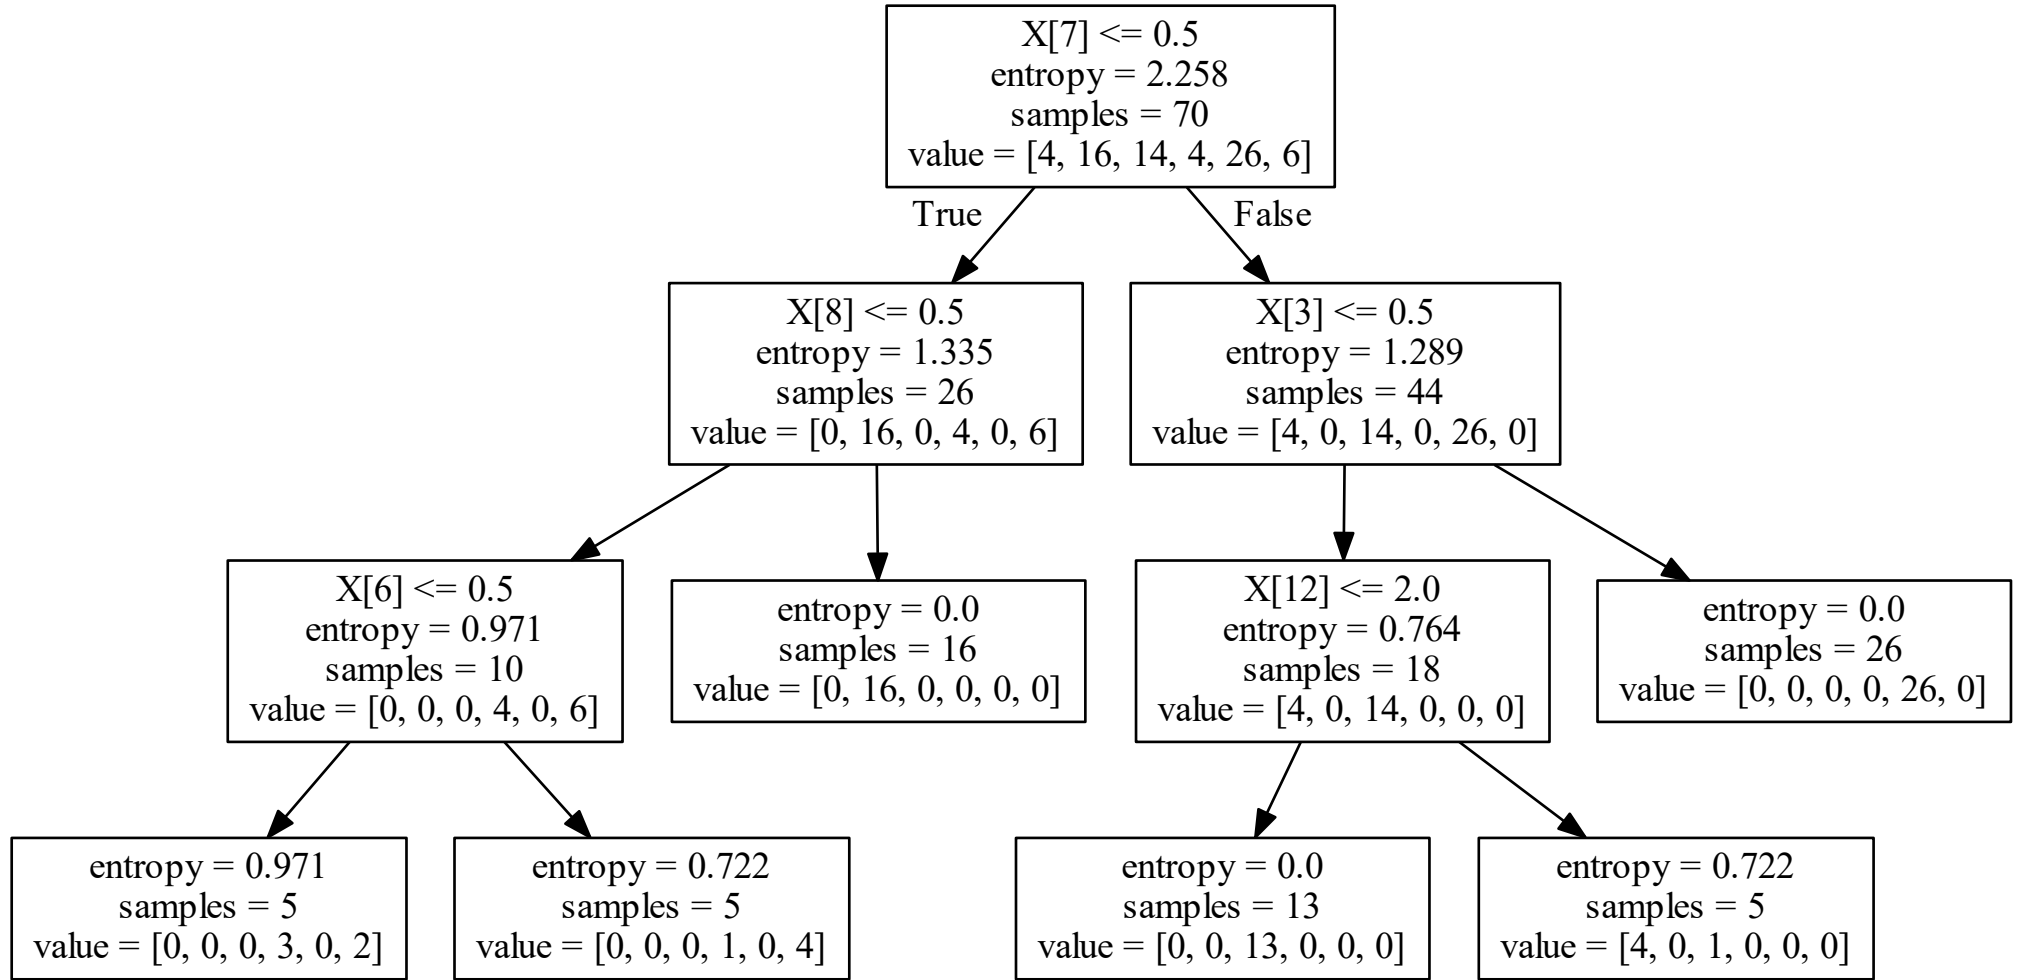 X[7] <= 0.5
entropy = 2.258
samples = 70
value = [4, 16, 14, 4, 26, 6]
True
False
X[8] <= 0.5
entropy = 1.335
samples = 26
value = [0, 16, 0, 4, 0, 6]
X[3] <= 0.5
entropy = 1.289
samples = 44
value = [4, 0, 14, 0, 26, 0]
X[6] <= 0.5
entropy = 0.971
samples = 10
value = [0, 0, 0, 4, 0, 6]
entropy = 0.0
samples = 16
value = [0, 16, 0, 0, 0, 0]
X[12] <= 2.0
entropy = 0.764
samples = 18
value = [4, 0, 14, 0, 0, 0]
entropy = 0.0
samples = 26
value = [0, 0, 0, 0, 26, 0]
entropy = 0.971
samples = 5
value = [0, 0, 0, 3, 0, 2]
entropy = 0.722
samples = 5
value = [0, 0, 0, 1, 0, 4]
entropy = 0.0
samples = 13
value = [0, 0, 13, 0, 0, 0]
entropy = 0.722
samples = 5
value = [4, 0, 1, 0, 0, 0]